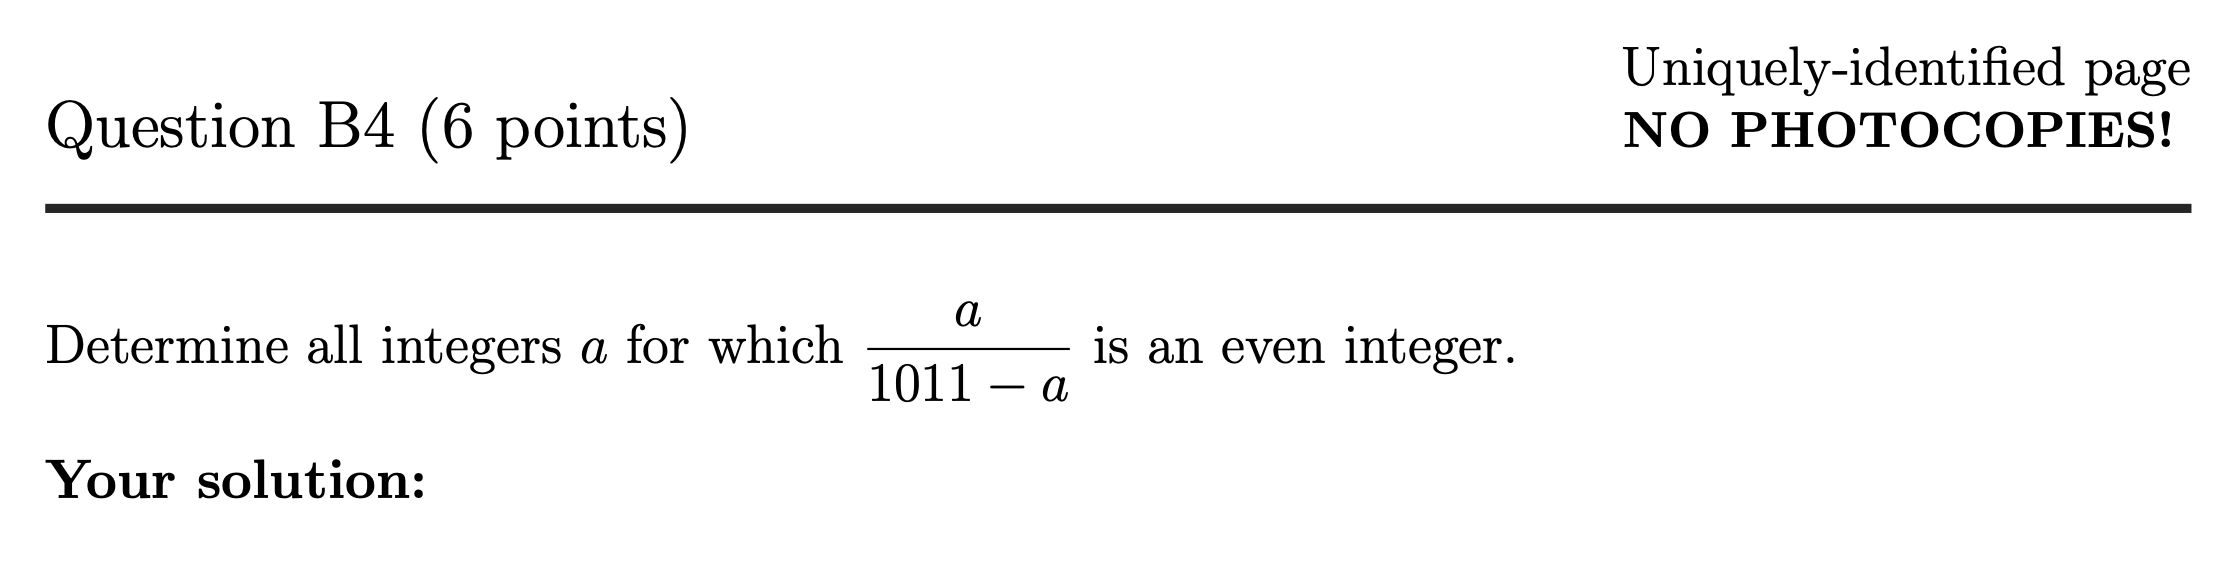 Uniquely-identified page
Question B4 (6 points)
NO PHOTOCOPIES!
Determine all integers a for which a/(1011 − a) is an even integer.
Your solution: